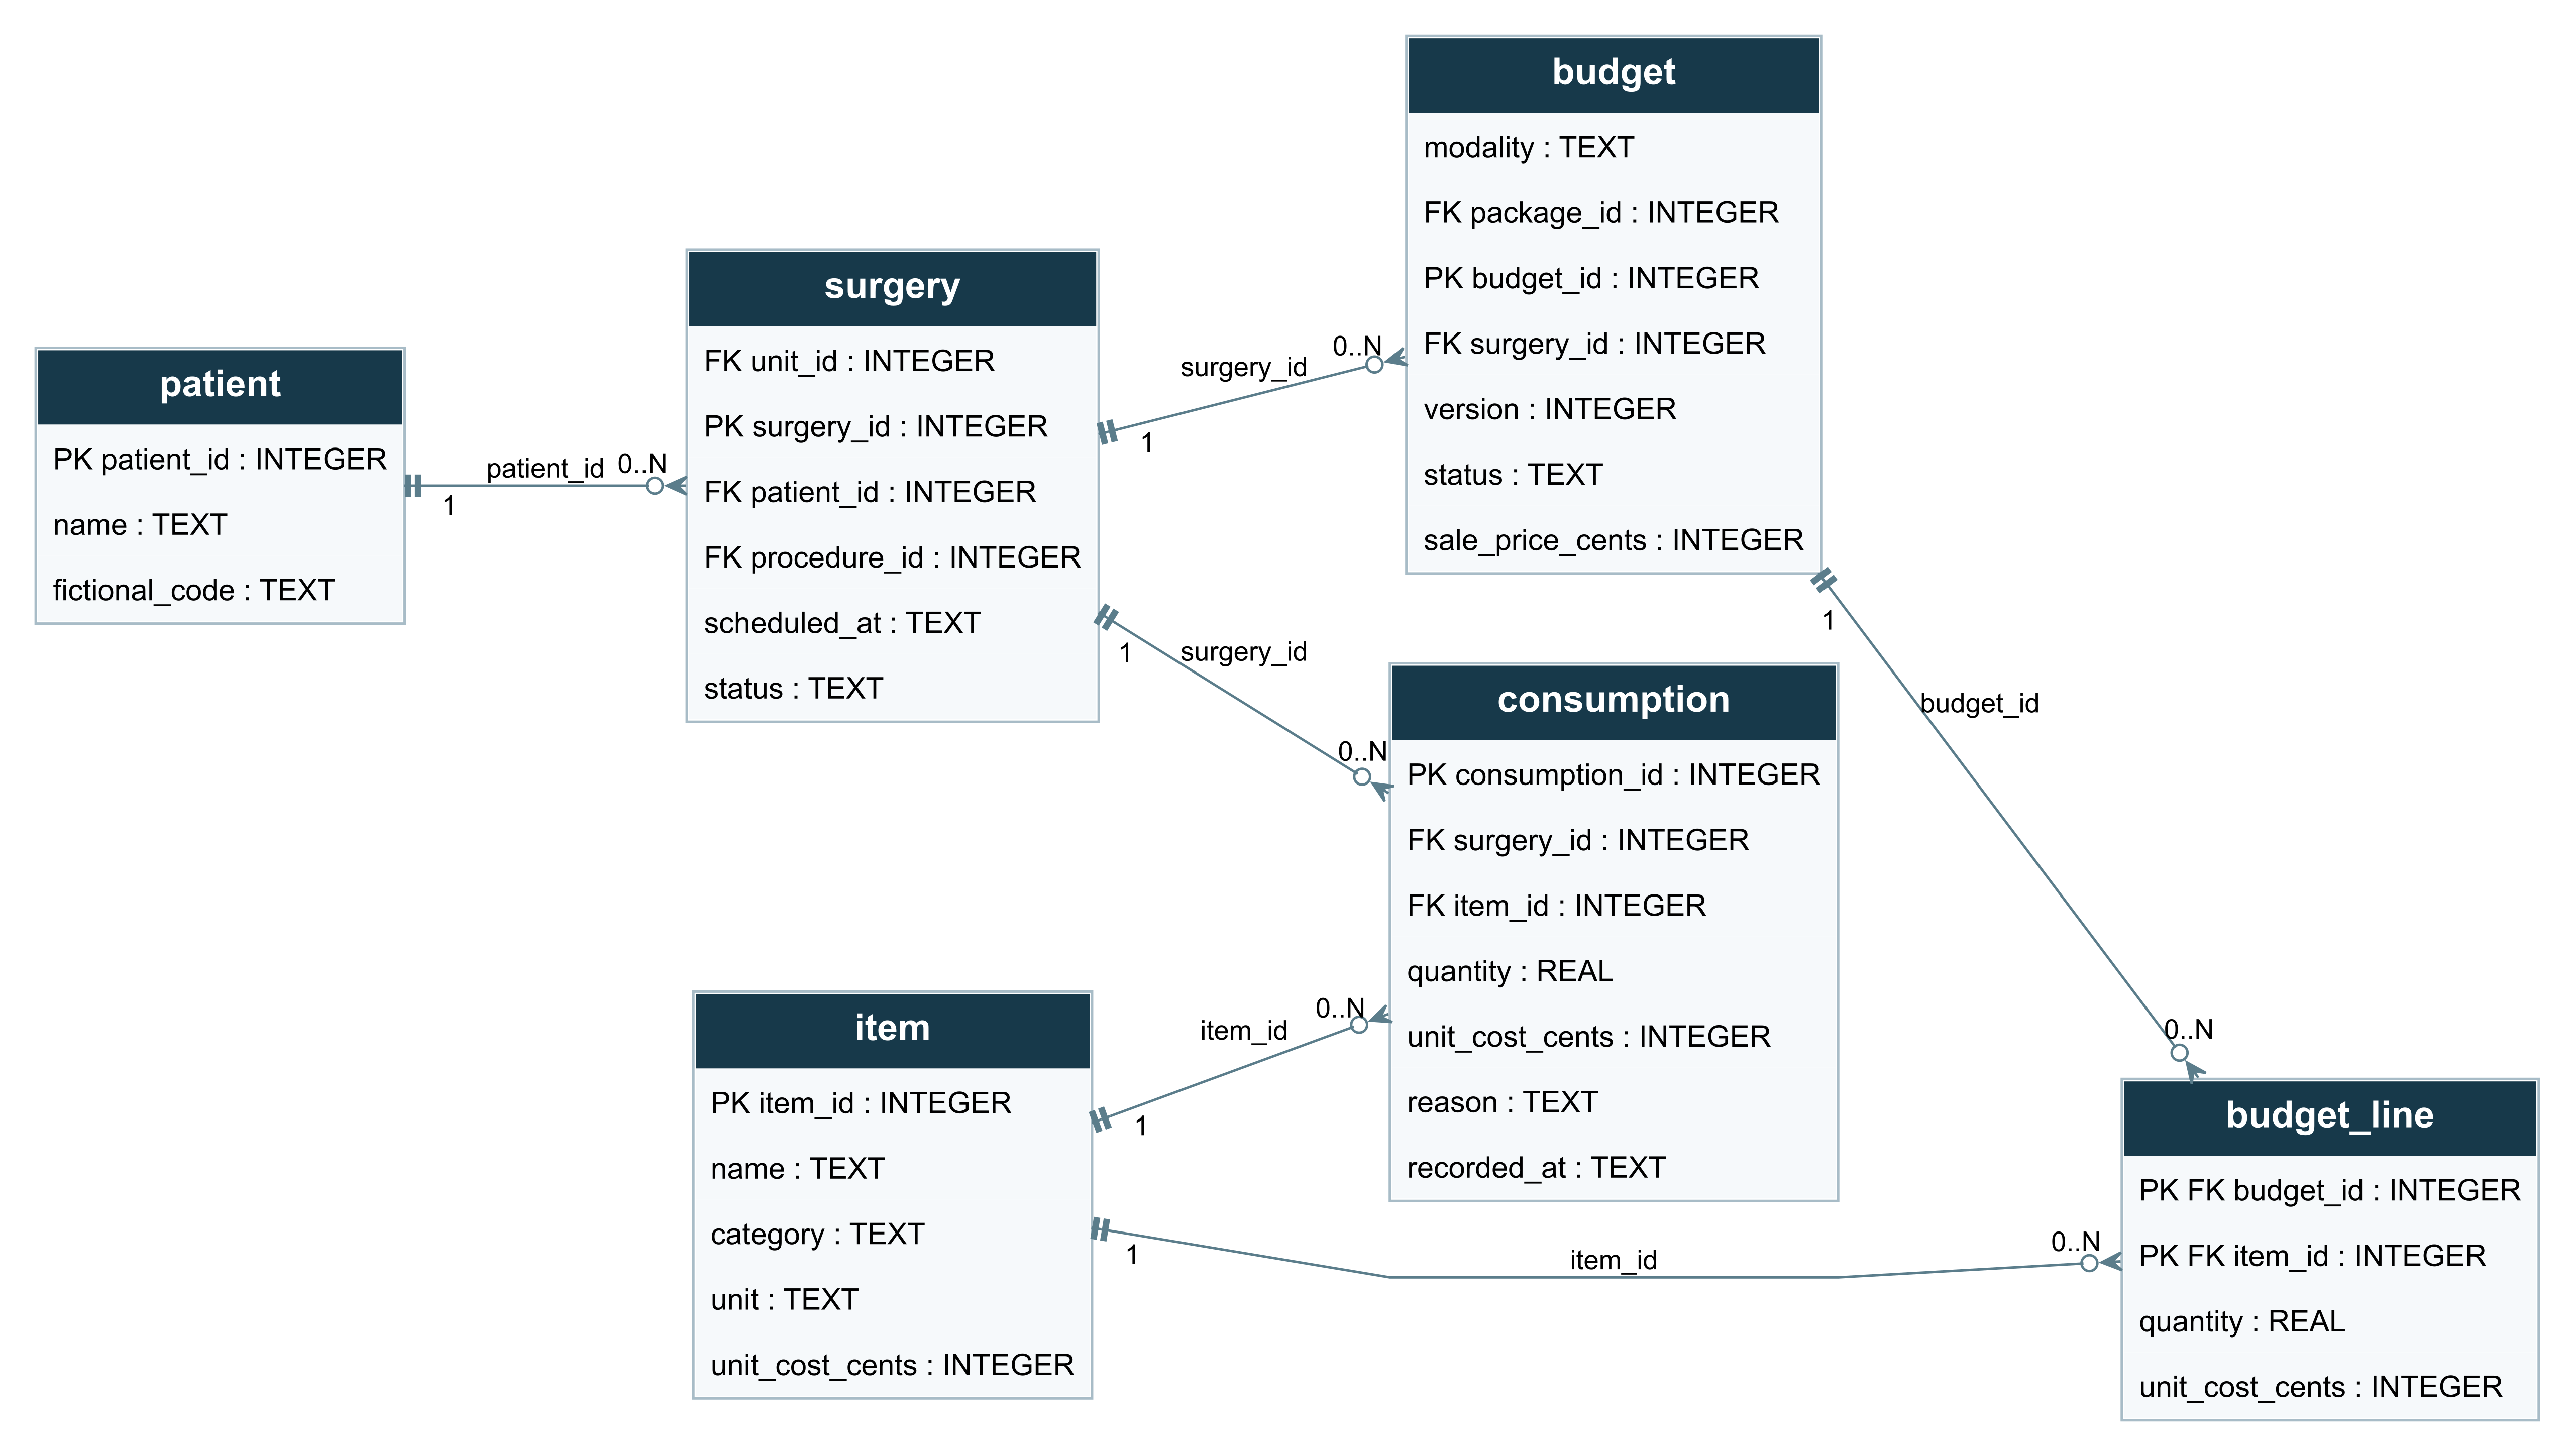 patient
PK patient_id : INTEGER
name : TEXT
fictional_code : TEXT
1
patient_id
0..N
surgery
FK unit_id : INTEGER
PK surgery_id : INTEGER
FK patient_id : INTEGER
FK procedure_id : INTEGER
scheduled_at : TEXT
status : TEXT
1
surgery_id
0..N
1
surgery_id
0..N
budget
modality : TEXT
FK package_id : INTEGER
PK budget_id : INTEGER
FK surgery_id : INTEGER
version : INTEGER
status : TEXT
sale_price_cents : INTEGER
1
budget_id
0..N
consumption
PK consumption_id : INTEGER
FK surgery_id : INTEGER
FK item_id : INTEGER
quantity : REAL
unit_cost_cents : INTEGER
reason : TEXT
recorded_at : TEXT
item
PK item_id : INTEGER
name : TEXT
category : TEXT
unit : TEXT
unit_cost_cents : INTEGER
1
item_id
0..N
1
item_id
0..N
budget_line
PK FK budget_id : INTEGER
PK FK item_id : INTEGER
quantity : REAL
unit_cost_cents : INTEGER